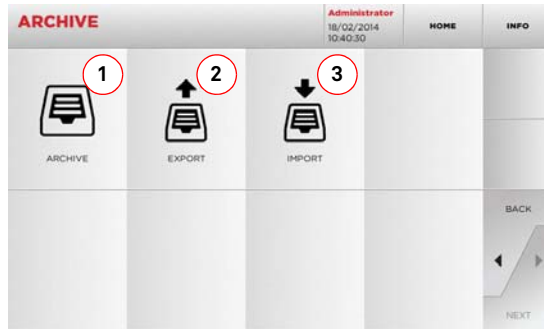 ARCHIVE
Administrator
18/02/2014
10:40:30
HOME
INFO
1
2
3
ARCHIVE
EXPORT
IMPORT
BACK
NEXT